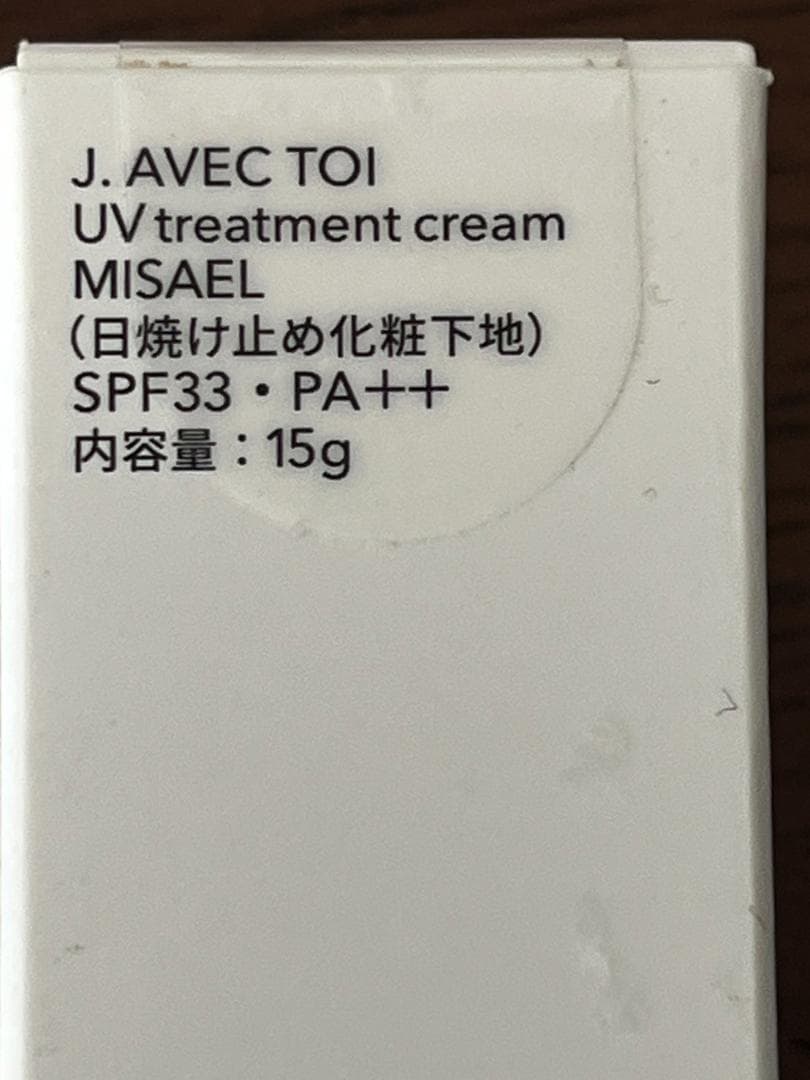 J. AVEC TOI
UV treatment cream
MISAEL
(日焼け止め化粧下地)
SPF33・PA++
内容量：15g